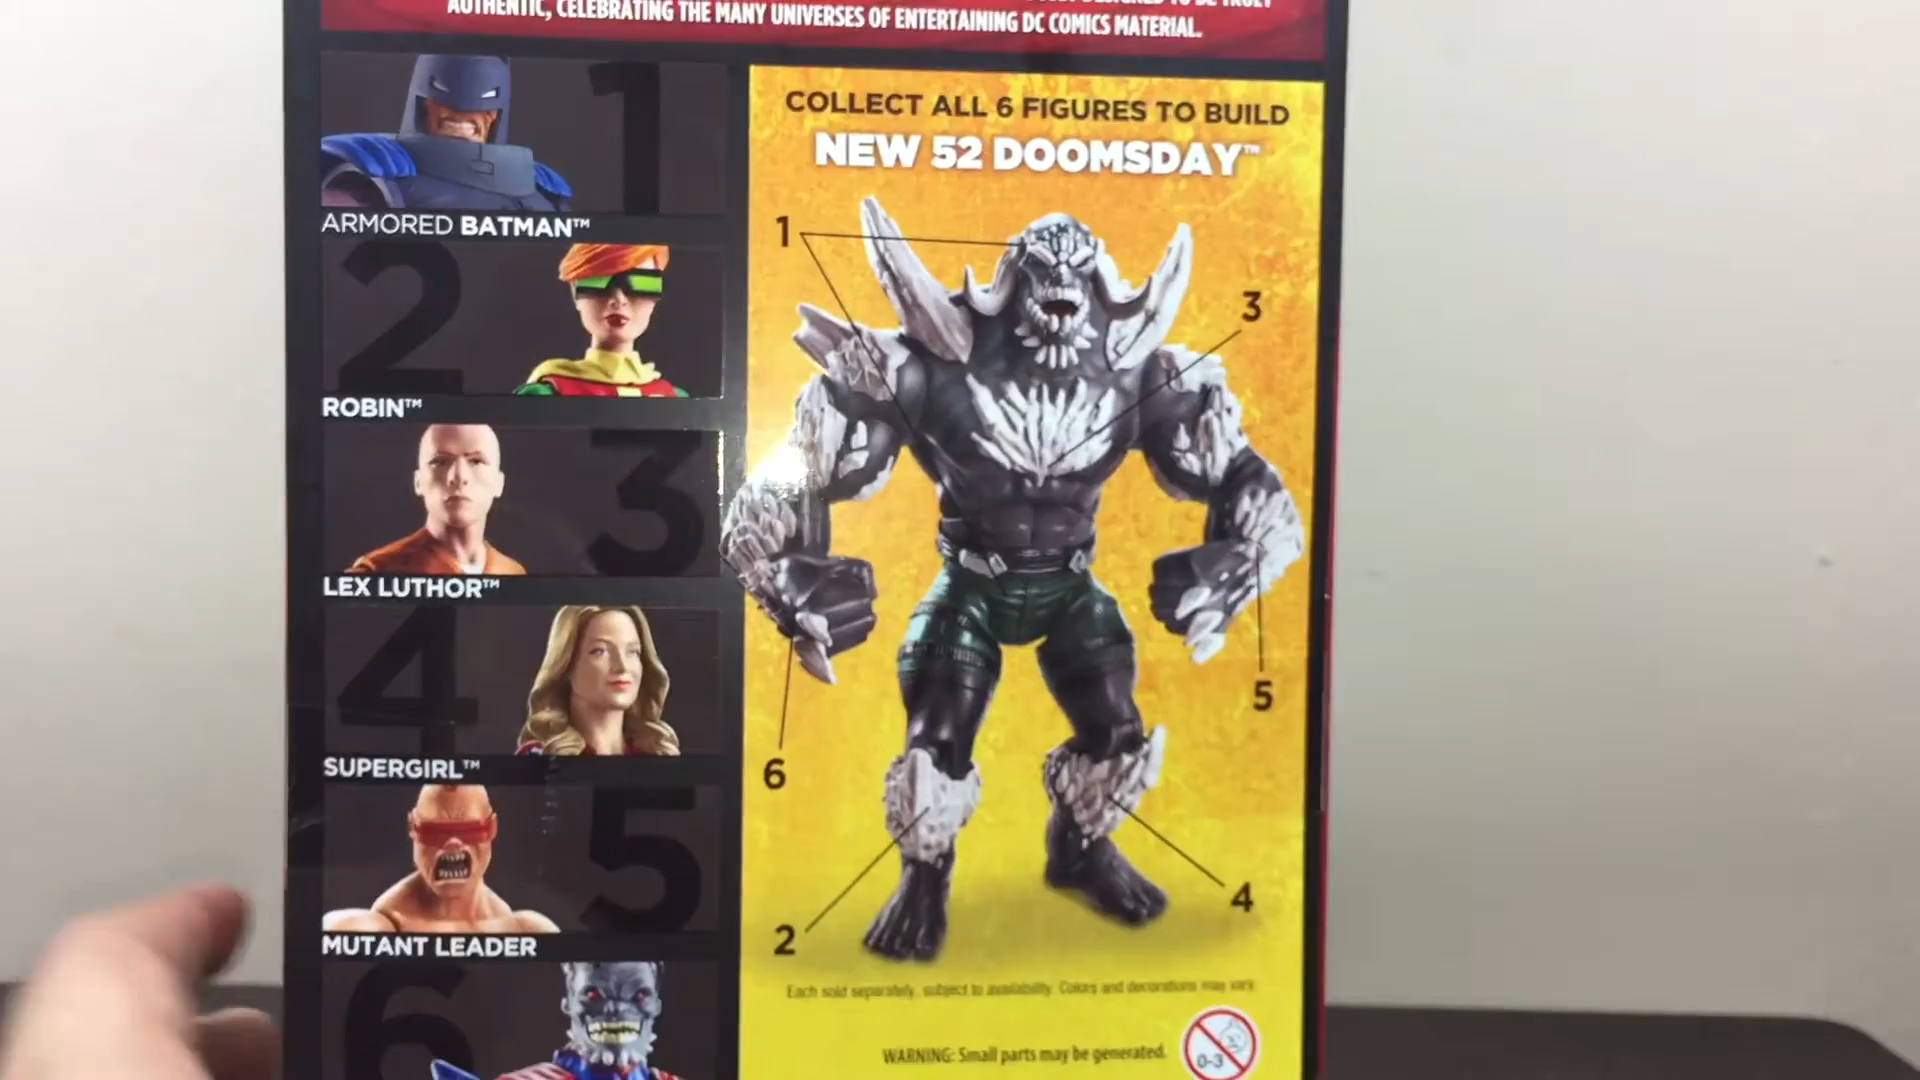 AUTHENTIC, CELEBRATING THE MANY UNIVERSES OF ENTERTAINING DC COMICS MATERIAL.
1
ARMORED BATMAN™
2
ROBIN™
3
LEX LUTHOR™
4
SUPERGIRL™
5
MUTANT LEADER
6
COLLECT ALL 6 FIGURES TO BUILD
NEW 52 DOOMSDAY™
1
3
5
6
4
2
Each sold separately, subject to availability. Colors and decorations may vary.
WARNING: Small parts may be generated.
0-3